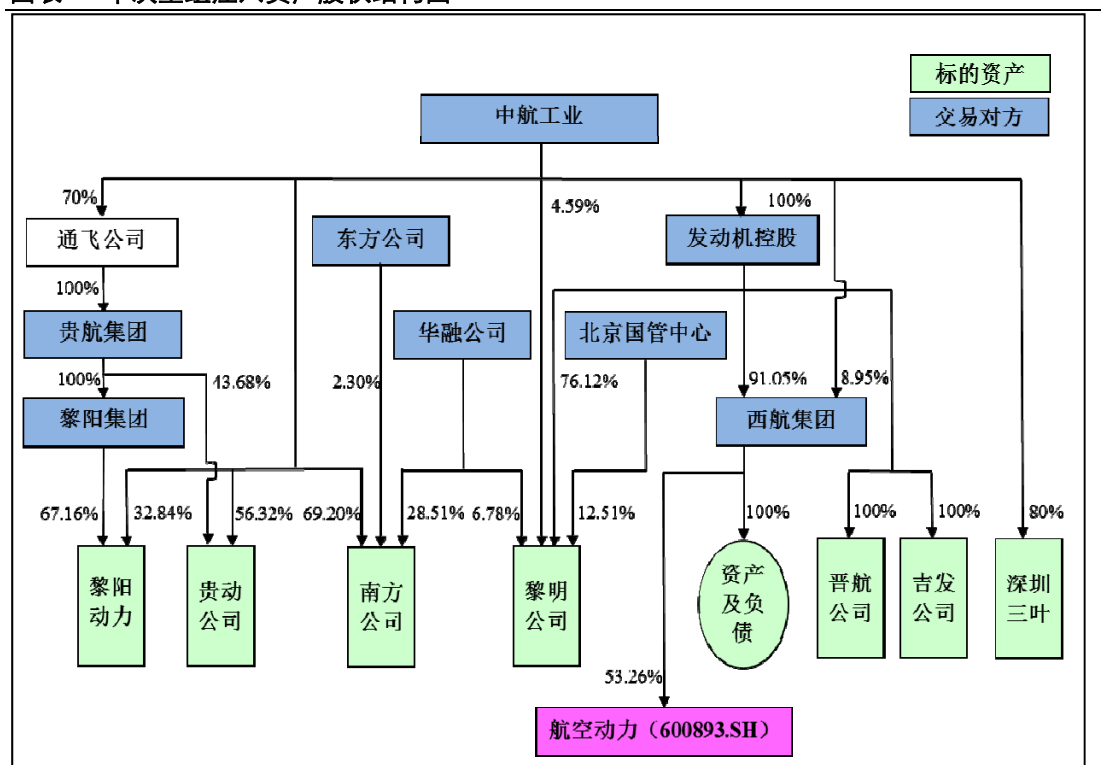 标的资产
中航工业
交易对方
70%
4.59%
100%
通飞公司
东方公司
发动机控股
100%
贵航集团
华融公司
北京国管中心
100%
43.68%
2.30%
76.12%
91.05%
8.95%
黎阳集团
西航集团
67.16%
32.84%
56.32%
69.20%
28.51%
6.78%
12.51%
100%
100%
100%
80%
黎阳
动力
贵动
公司
南方
公司
黎明
公司
资产
及负
债
晋航
公司
吉发
公司
深圳
三叶
53.26%
航空动力（600893.SH）